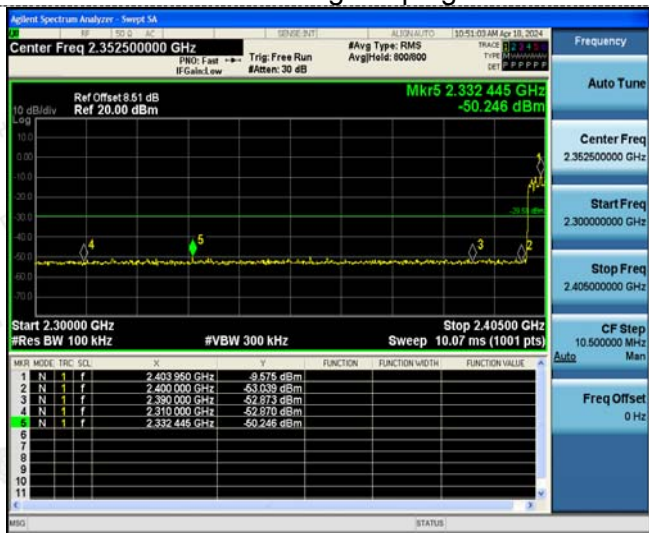 Agilent Spectrum Analyzer - Swept SA
RF 50 Ω AC SENSE:INT ALIGN AUTO 10:51:03 AM Apr 18, 2024
Center Freq 2.352500000 GHz
PNO: Fast
IFGain:Low
Trig: Free Run
#Atten: 30 dB
#Avg Type: RMS
Avg|Hold: 800/800
TRACE 1 2 3 4 5 6
TYPE
DET P P P P P P
Ref Offset 8.51 dB
10 dB/div Ref 20.00 dBm
Log
Mkr5 2.332 445 GHz
-50.246 dBm
10.0
0.00
-10.0
-20.0
-30.0
-40.0
-50.0
-60.0
-70.0
1
4
5
3
2
Start 2.30000 GHz
Stop 2.40500 GHz
#Res BW 100 kHz
#VBW 300 kHz
Sweep 10.07 ms (1001 pts)
MKR MODE TRC SCL X Y FUNCTION FUNCTION WIDTH FUNCTION VALUE
1 N 1 f 2.403 950 GHz -9.575 dBm
2 N 1 f 2.400 000 GHz -53.039 dBm
3 N 1 f 2.390 000 GHz -52.873 dBm
4 N 1 f 2.310 000 GHz -52.870 dBm
5 N 1 f 2.332 445 GHz -50.246 dBm
6
7
8
9
10
11
MSG
STATUS
Frequency
Auto Tune
Center Freq
2.352500000 GHz
Start Freq
2.300000000 GHz
Stop Freq
2.405000000 GHz
CF Step
10.500000 MHz
Auto Man
Freq Offset
0 Hz